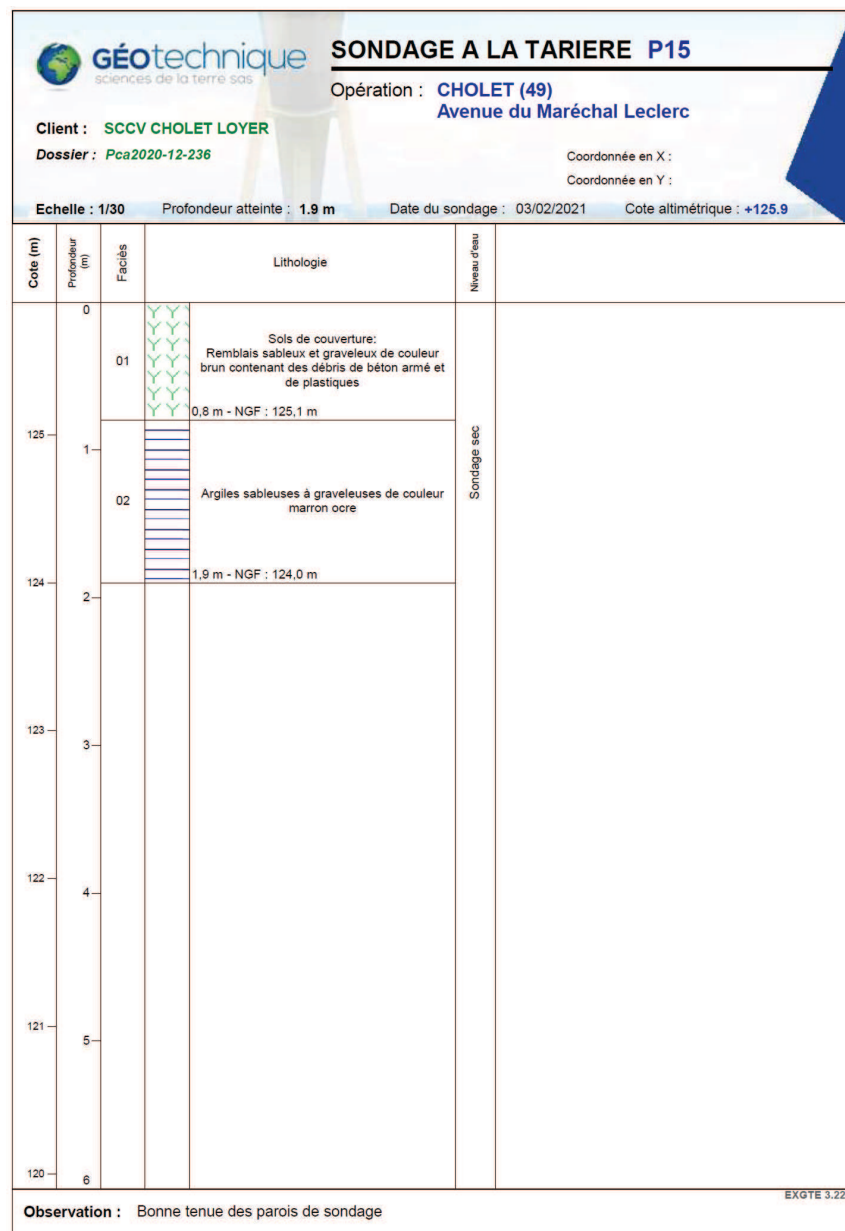 GÉOtechnique
sciences de la terre sas
SONDAGE A LA TARIERE P15
Opération : CHOLET (49)
Avenue du Maréchal Leclerc
Client : SCCV CHOLET LOYER
Dossier : Pca2020-12-236
Coordonnée en X :
Coordonnée en Y :
Echelle : 1/30 Profondeur atteinte : 1.9 m Date du sondage : 03/02/2021 Cote altimétrique : +125.9
Cote (m)
Profondeur (m)
Faciès
Lithologie
Niveau d'eau
0
01
Sols de couverture:
Remblais sableux et graveleux de couleur
brun contenant des débris de béton armé et
de plastiques
0,8 m - NGF : 125,1 m
125
1
Sondage sec
02
Argiles sableuses à graveleuses de couleur
marron ocre
1,9 m - NGF : 124,0 m
124
2
123
3
122
4
121
5
120
6
EXGTE 3.22
Observation : Bonne tenue des parois de sondage